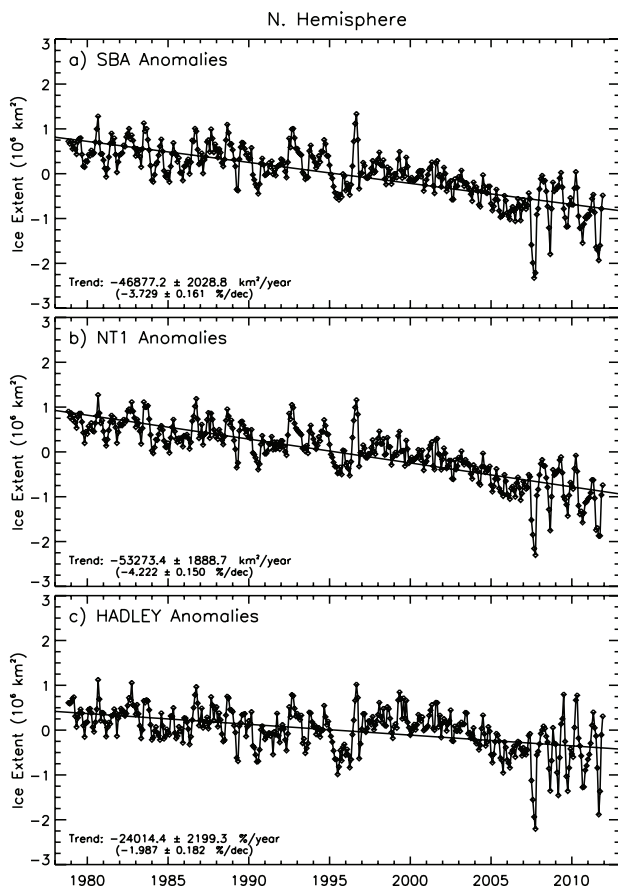 N. Hemisphere
3
a) SBA Anomalies
2
1
0
-1
-2
-3
Ice Extent (10⁶ km²)
Trend: -46877.2 ± 2028.8 km²/year
(-3.729 ± 0.161 %/dec)
3
b) NT1 Anomalies
2
1
0
-1
-2
-3
Ice Extent (10⁶ km²)
Trend: -53273.4 ± 1888.7 km²/year
(-4.222 ± 0.150 %/dec)
3
c) HADLEY Anomalies
2
1
0
-1
-2
-3
Ice Extent (10⁶ km²)
Trend: -24014.4 ± 2199.3 %/year
(-1.987 ± 0.182 %/dec)
1980 1985 1990 1995 2000 2005 2010